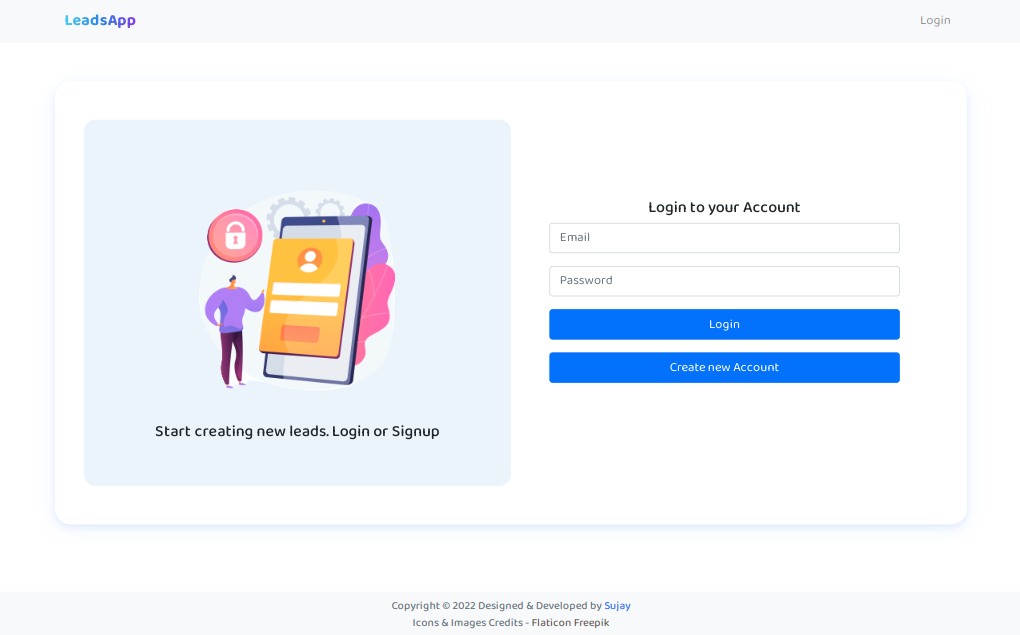 LeadsApp
Login
Start creating new leads. Login or Signup
Login to your Account
Email
Password
Login
Create new Account
Copyright © 2022 Designed & Developed by Sujay
Icons & Images Credits - Flaticon Freepik